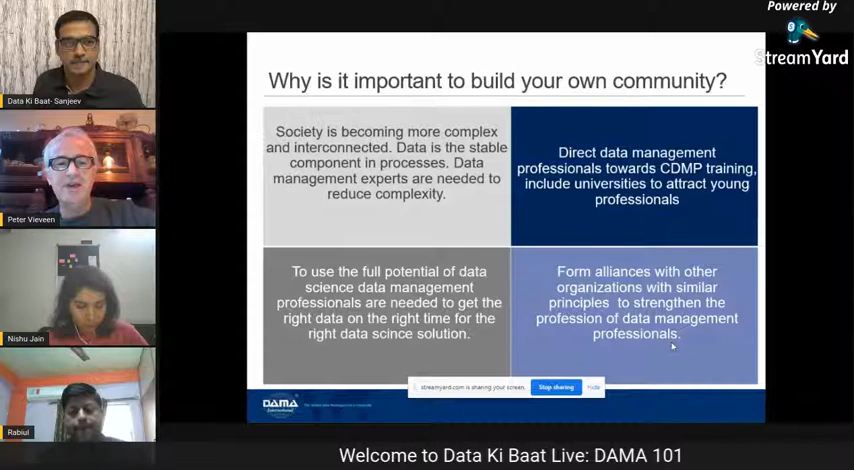 Powered by
StreamYard
Data Ki Baat- Sanjeev
Peter Vieveen
Nishu Jain
Rabiul
Why is it important to build your own community?
Society is becoming more complex
and interconnected. Data is the stable
component in processes. Data
management experts are needed to
reduce complexity.
Direct data management
professionals towards CDMP training,
include universities to attract young
professionals
To use the full potential of data
science data management
professionals are needed to get the
right data on the right time for the
right data scince solution.
Form alliances with other
organizations with similar
principles to strengthen the
profession of data management
professionals.
streamyard.com is sharing your screen.
Stop sharing
Hide
DAMA
International
Welcome to Data Ki Baat Live: DAMA 101